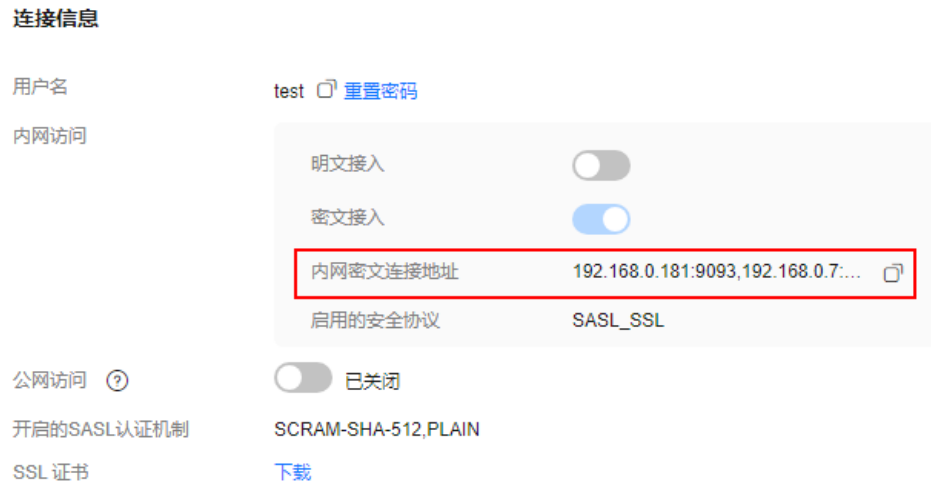 连接信息
用户名 test 重置密码
内网访问
明文接入
密文接入
内网密文连接地址 192.168.0.181:9093,192.168.0.7:...
启用的安全协议 SASL_SSL
公网访问 ? 已关闭
开启的SASL认证机制 SCRAM-SHA-512,PLAIN
SSL 证书 下载